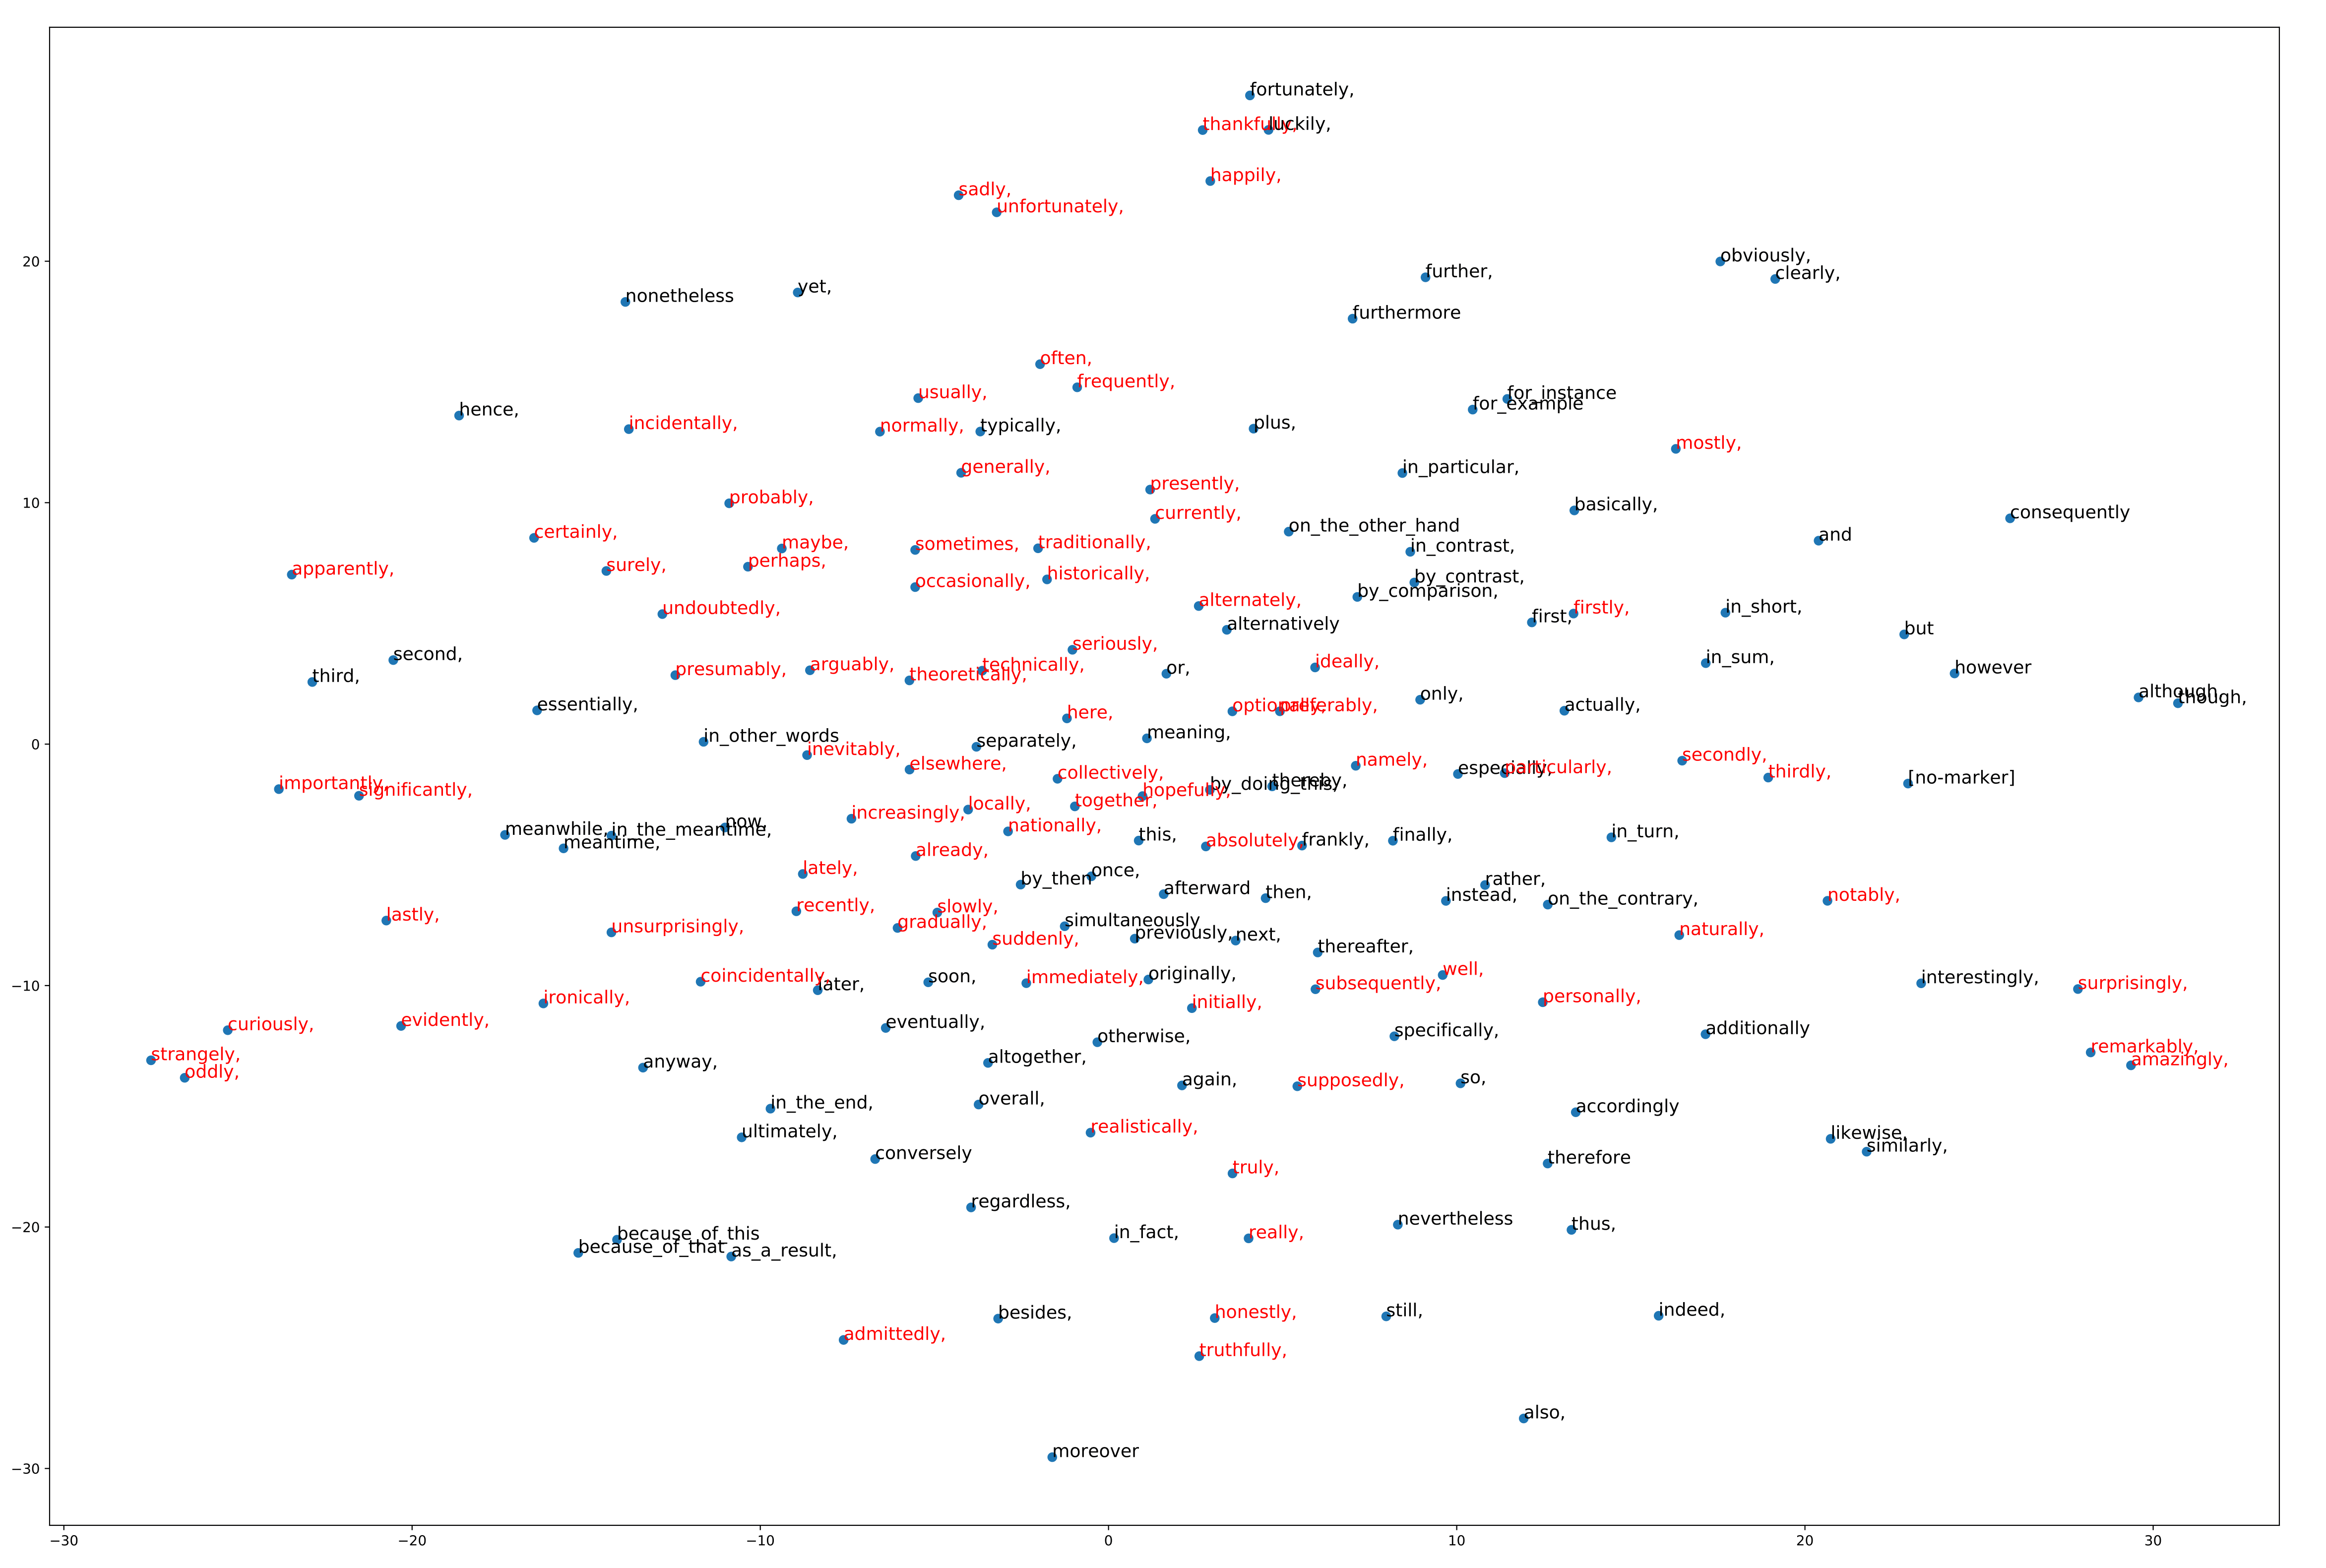 fortunately,
thankfully,
luckily,
happily,
sadly,
unfortunately,
obviously,
clearly,
further,
nonetheless
yet,
furthermore
often,
frequently,
usually,
for_instance
for_example
hence,
incidentally,
normally,
typically,
plus,
mostly,
generally,
in_particular,
presently,
probably,
basically,
currently,
consequently
certainly,
on_the_other_hand
and
maybe,
sometimes,
traditionally,
in_contrast,
apparently,
surely,
perhaps,
historically,
by_contrast,
occasionally,
by_comparison,
undoubtedly,
alternately,
firstly,
in_short,
first,
alternatively
but
second,
seriously,
in_sum,
third,
presumably,
arguably,
technically,
theoretically,
or,
ideally,
however
essentially,
only,
actually,
although,
though,
here,
optionally,
preferably,
in_other_words
separately,
meaning,
inevitably,
elsewhere,
namely,
secondly,
especially,
particularly,
thirdly,
[no-marker]
importantly,
significantly,
collectively,
by_doing_this,
thereby,
together,
hopefully,
increasingly,
locally,
nationally,
meanwhile,
in_the_meantime,
now,
meantime,
this,
absolutely,
frankly,
finally,
in_turn,
already,
lately,
by_then
once,
afterward
then,
rather,
instead,
on_the_contrary,
notably,
lastly,
recently,
slowly,
gradually,
unsurprisingly,
simultaneously
previously,
next,
naturally,
suddenly,
thereafter,
coincidentally,
later,
soon,
immediately,
originally,
subsequently,
well,
interestingly,
surprisingly,
ironically,
initially,
personally,
curiously,
evidently,
eventually,
otherwise,
specifically,
additionally
strangely,
oddly,
anyway,
altogether,
remarkably,
amazingly,
again,
supposedly,
so,
in_the_end,
overall,
accordingly
ultimately,
realistically,
likewise,
similarly,
conversely
truly,
therefore
regardless,
because_of_this
because_of_that
as_a_result,
in_fact,
really,
nevertheless
thus,
besides,
honestly,
still,
indeed,
admittedly,
truthfully,
also,
moreover
20
10
0
−10
−20
−30
−30 −20 −10 0 10 20 30